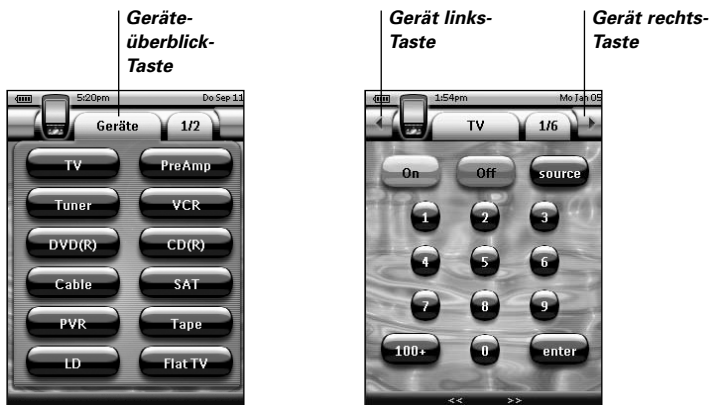 Geräte-
überblick-
Taste
Gerät links-
Taste
Gerät rechts-
Taste
5:20pm Do Sep 11
Geräte 1/2
TV PreAmp
Tuner VCR
DVD(R) CD(R)
Cable SAT
PVR Tape
LD Flat TV
1:54pm Mo Jan 05
TV 1/6
On Off source
1 2 3
4 5 6
7 8 9
100+ 0 enter
<< >>